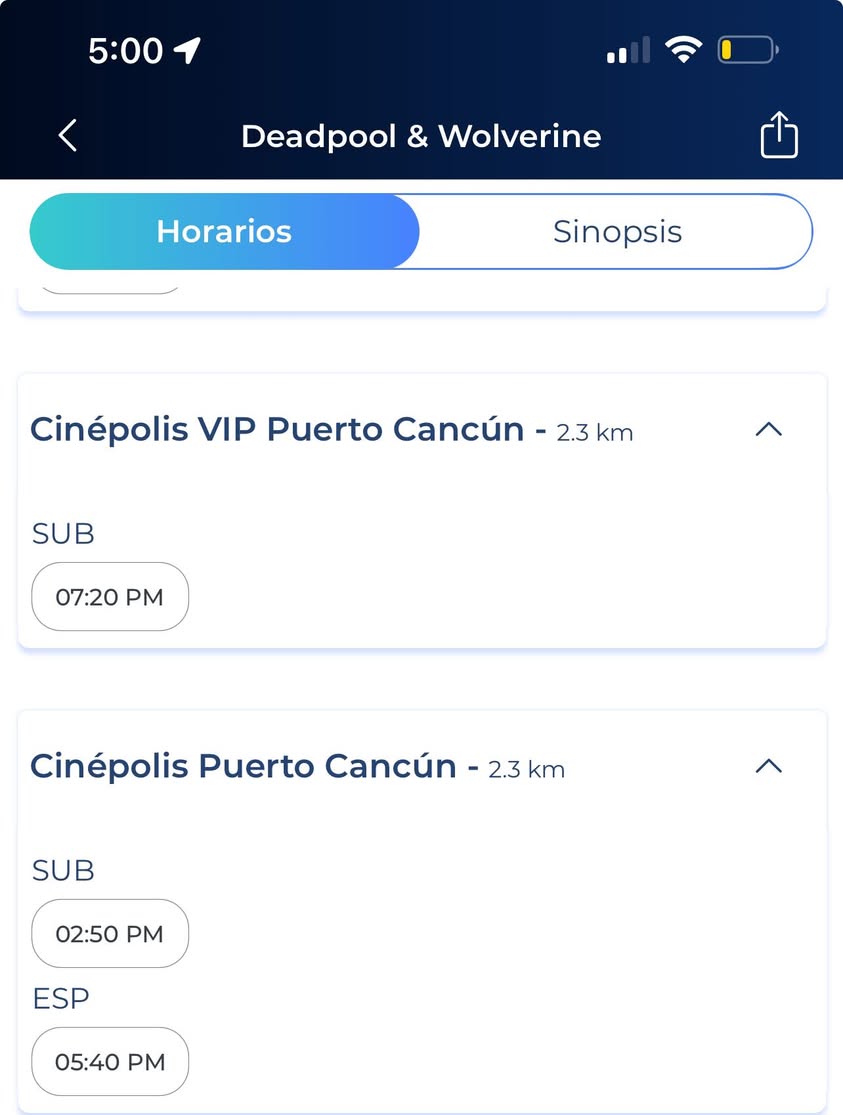 5:00
Deadpool & Wolverine
Horarios
Sinopsis
Cinépolis VIP Puerto Cancún - 2.3 km
SUB
07:20 PM
Cinépolis Puerto Cancún - 2.3 km
SUB
02:50 PM
ESP
05:40 PM